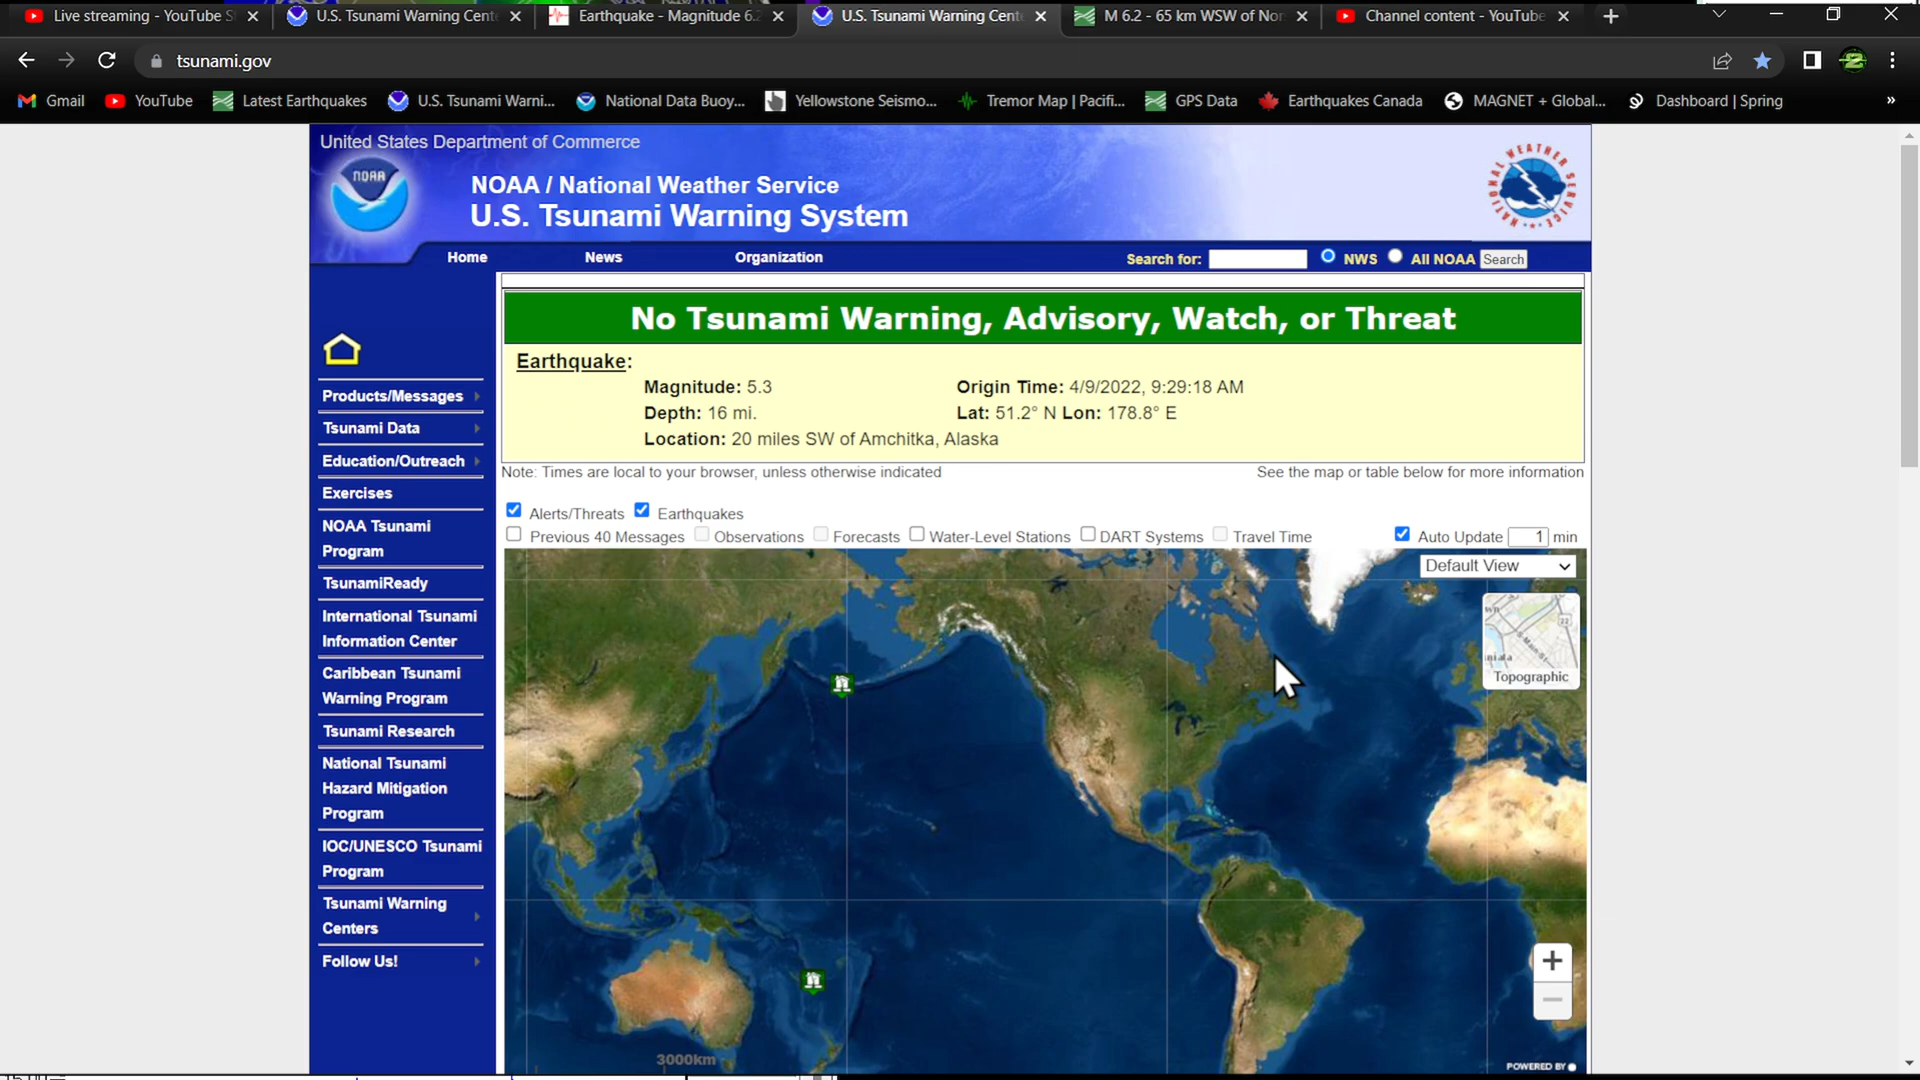 Live streaming - YouTube S
U.S. Tsunami Warning Cente
Earthquake - Magnitude 6.2
U.S. Tsunami Warning Cente
M 6.2 - 65 km WSW of Nor
Channel content - YouTube
tsunami.gov
Gmail
YouTube
Latest Earthquakes
U.S. Tsunami Warni...
National Data Buoy...
Yellowstone Seismo...
Tremor Map | Pacifi...
GPS Data
Earthquakes Canada
MAGNET + Global...
Dashboard | Spring
»
United States Department of Commerce
NOAA
NOAA / National Weather Service
U.S. Tsunami Warning System
NATIONAL WEATHER SERVICE
Home
News
Organization
Search for:
NWS
All NOAA
Search
No Tsunami Warning, Advisory, Watch, or Threat
Earthquake:
Magnitude: 5.3
Origin Time: 4/9/2022, 9:29:18 AM
Depth: 16 mi.
Lat: 51.2° N Lon: 178.8° E
Location: 20 miles SW of Amchitka, Alaska
Note: Times are local to your browser, unless otherwise indicated
See the map or table below for more information
Alerts/Threats
Earthquakes
Previous 40 Messages
Observations
Forecasts
Water-Level Stations
DART Systems
Travel Time
Auto Update 1 min
Default View
Topographic
Products/Messages
Tsunami Data
Education/Outreach
Exercises
NOAA Tsunami
Program
TsunamiReady
International Tsunami
Information Center
Caribbean Tsunami
Warning Program
Tsunami Research
National Tsunami
Hazard Mitigation
Program
IOC/UNESCO Tsunami
Program
Tsunami Warning
Centers
Follow Us!
+
−
3000km
POWERED BY